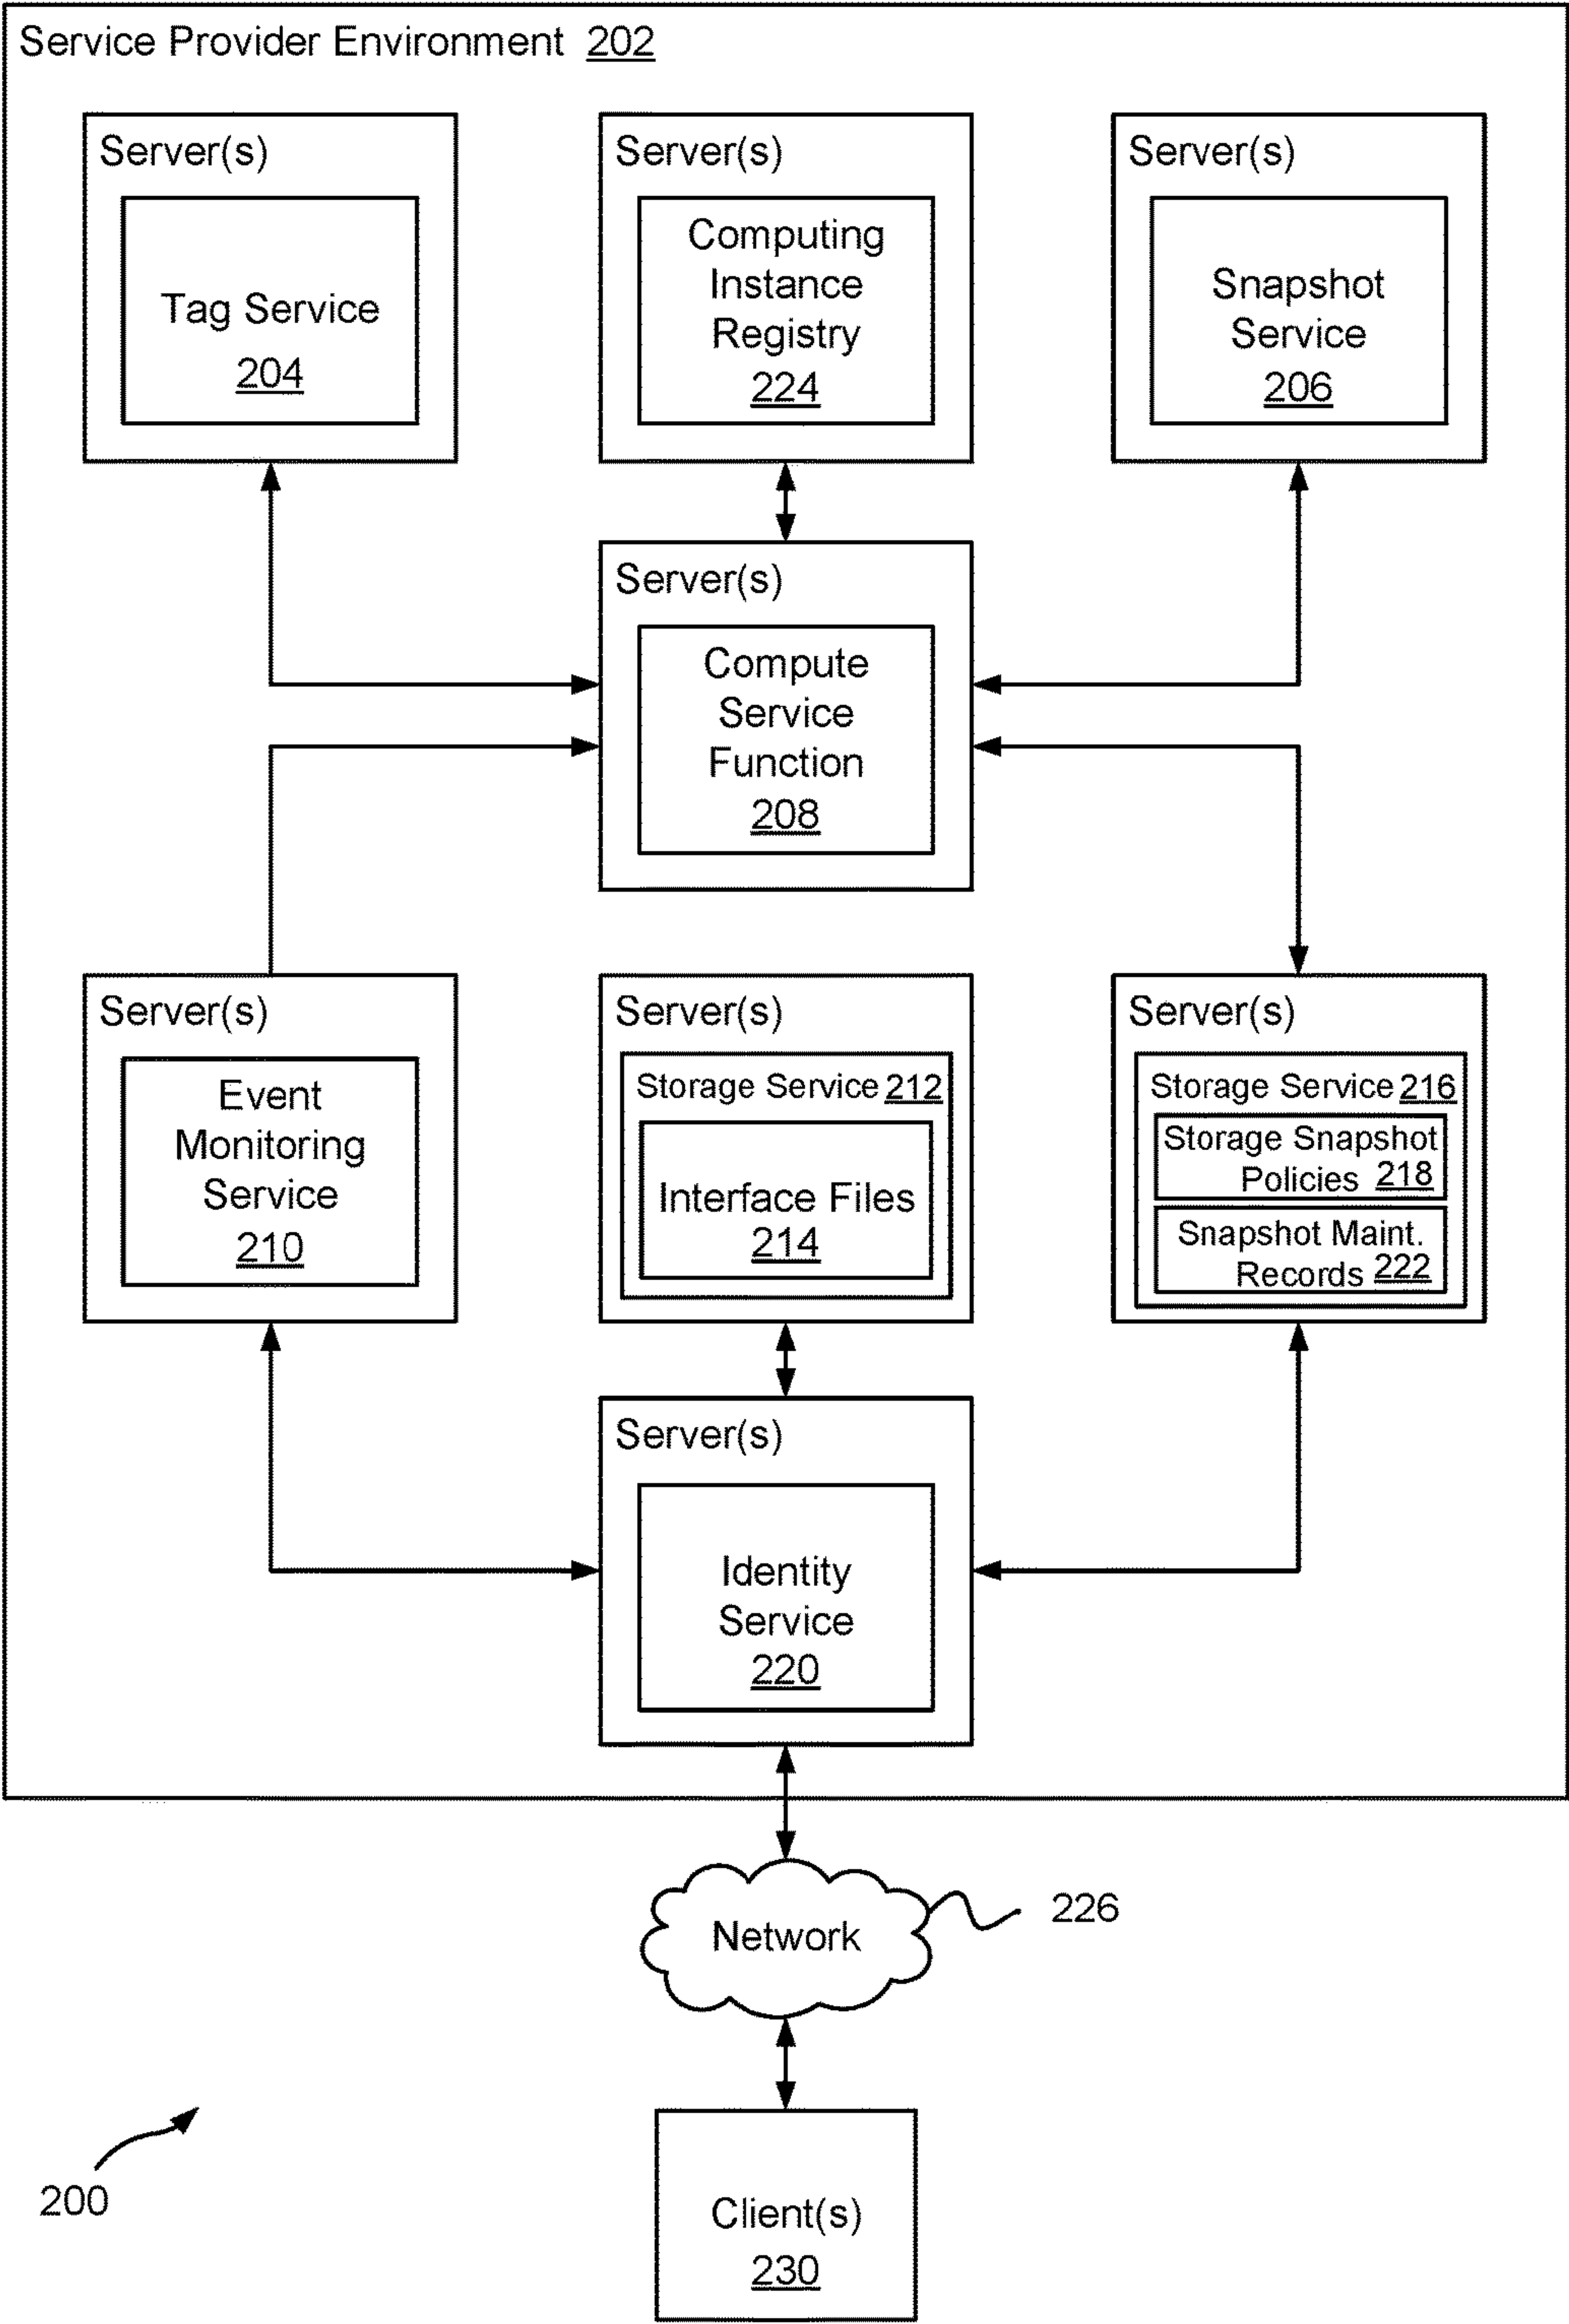 Service Provider Environment 202
Server(s)
Tag Service
204
Server(s)
Computing
Instance
Registry
224
Server(s)
Snapshot
Service
206
Server(s)
Compute
Service
Function
208
Server(s)
Event
Monitoring
Service
210
Server(s)
Storage Service 212
Interface Files
214
Server(s)
Storage Service 216
Storage Snapshot
Policies 218
Snapshot Maint.
Records 222
Server(s)
Identity
Service
220
Network
226
200
Client(s)
230